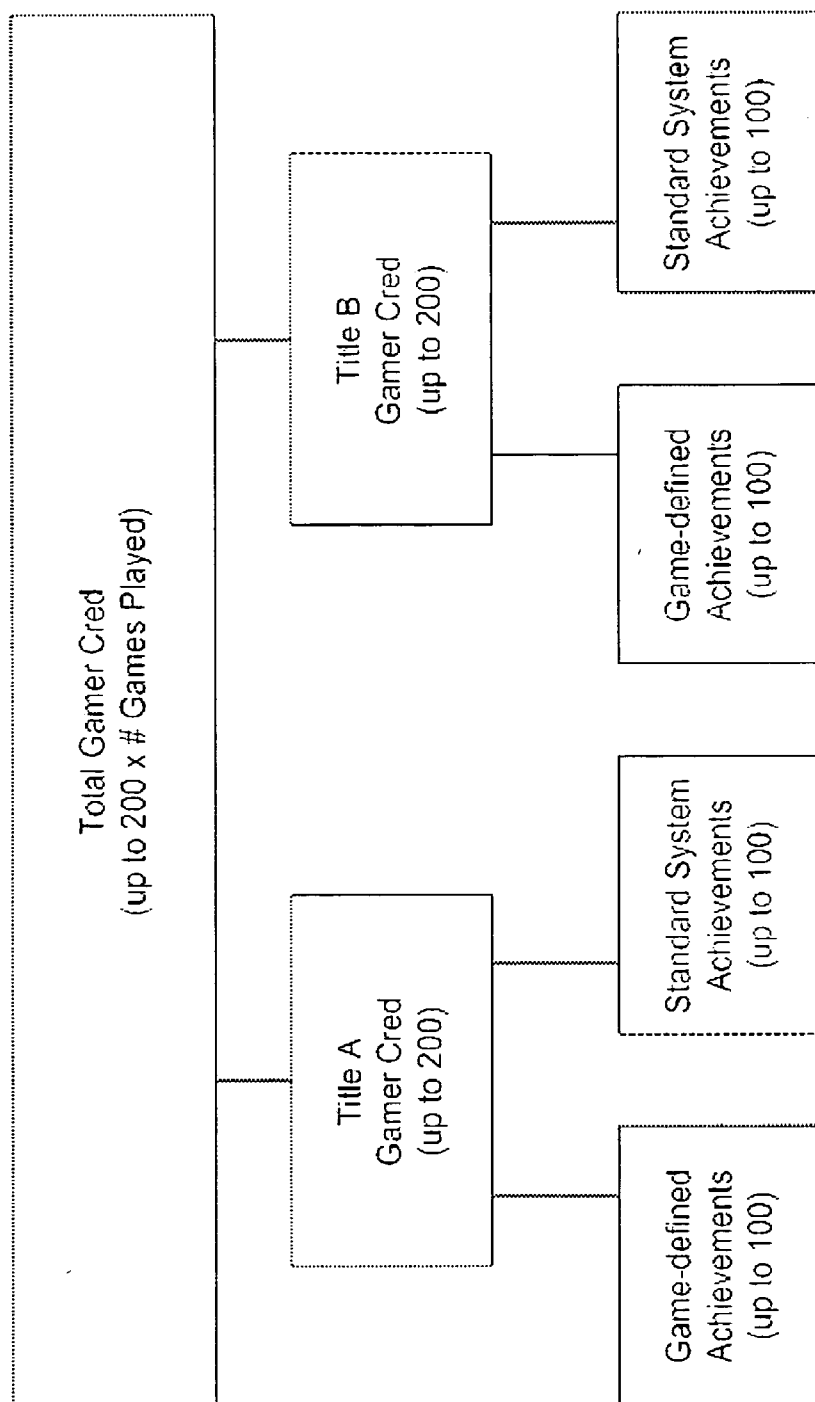 Total Gamer Cred
(up to 200 x # Games Played)
Title A
Gamer Cred
(up to 200)
Title B
Gamer Cred
(up to 200)
Game-defined
Achievements
(up to 100)
Standard System
Achievements
(up to 100)
Game-defined
Achievements
(up to 100)
Standard System
Achievements
(up to 100)